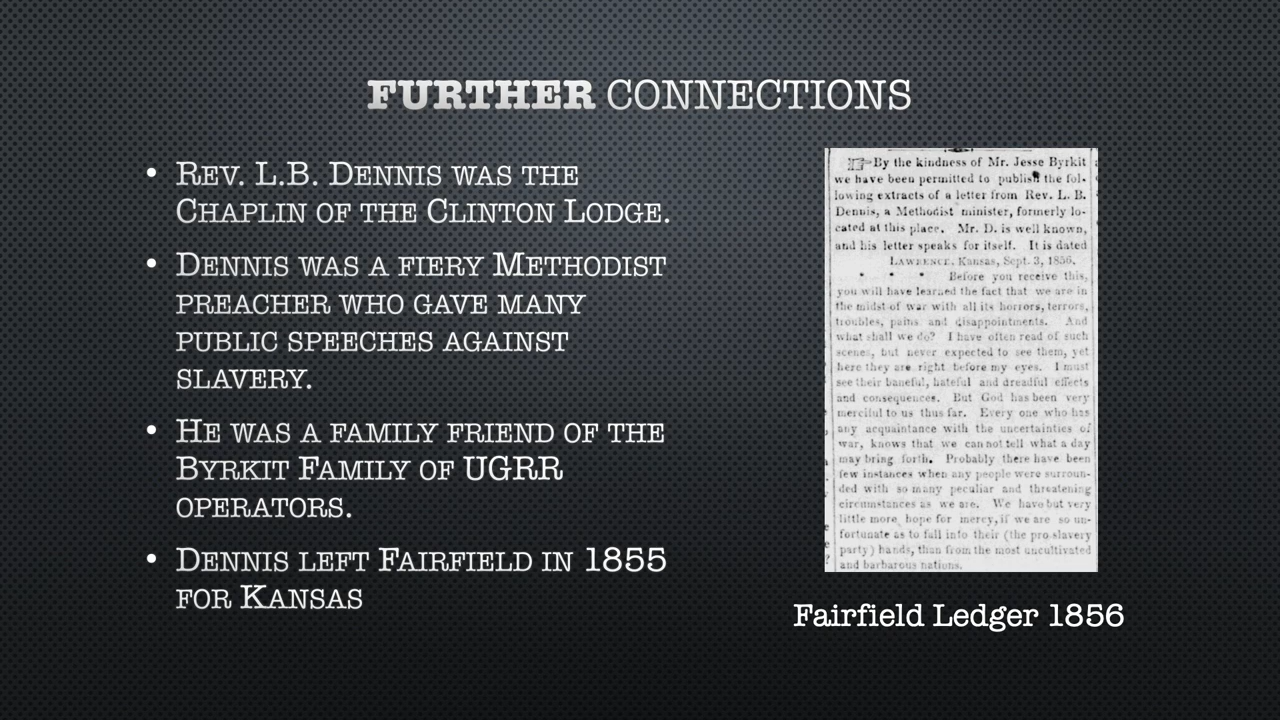 FURTHER CONNECTIONS
• REV. L.B. DENNIS WAS THE
CHAPLIN OF THE CLINTON LODGE.
• DENNIS WAS A FIERY METHODIST
PREACHER WHO GAVE MANY
PUBLIC SPEECHES AGAINST
SLAVERY.
• HE WAS A FAMILY FRIEND OF THE
BYRKIT FAMILY OF UGRR
OPERATORS.
• DENNIS LEFT FAIRFIELD IN 1855
FOR KANSAS
☞By the kindness of Mr. Jesse Byrkit
we have been permitted to publish the fol-
lowing extracts of a letter from Rev. L. B.
Dennis, a Methodist minister, formerly lo-
cated at this place. Mr. D. is well known,
and his letter speaks for itself. It is dated
LAWRENCE, Kansas, Sept. 3, 1856.
* * * Before you receive this,
you will have learned the fact that we are in
the midst of war with all its horrors, terrors,
troubles, pains and disappointments. And
what shall we do? I have often read of such
scenes, but never expected to see them, yet
here they are right before my eyes. I must
see their baneful, hateful and dreadful effects
and consequences. But God has been very
merciful to us thus far. Every one who has
any acquaintance with the uncertainties of
war, knows that we cannot tell what a day
may bring forth. Probably there have been
few instances when any people were surroun-
ded with so many peculiar and threatening
circumstances as we are. We have but very
little more hope for mercy, if we are so un-
fortunate as to fall into their (the pro-slavery
party) hands, than from the most uncultivated
and barbarous nations.
Fairfield Ledger 1856